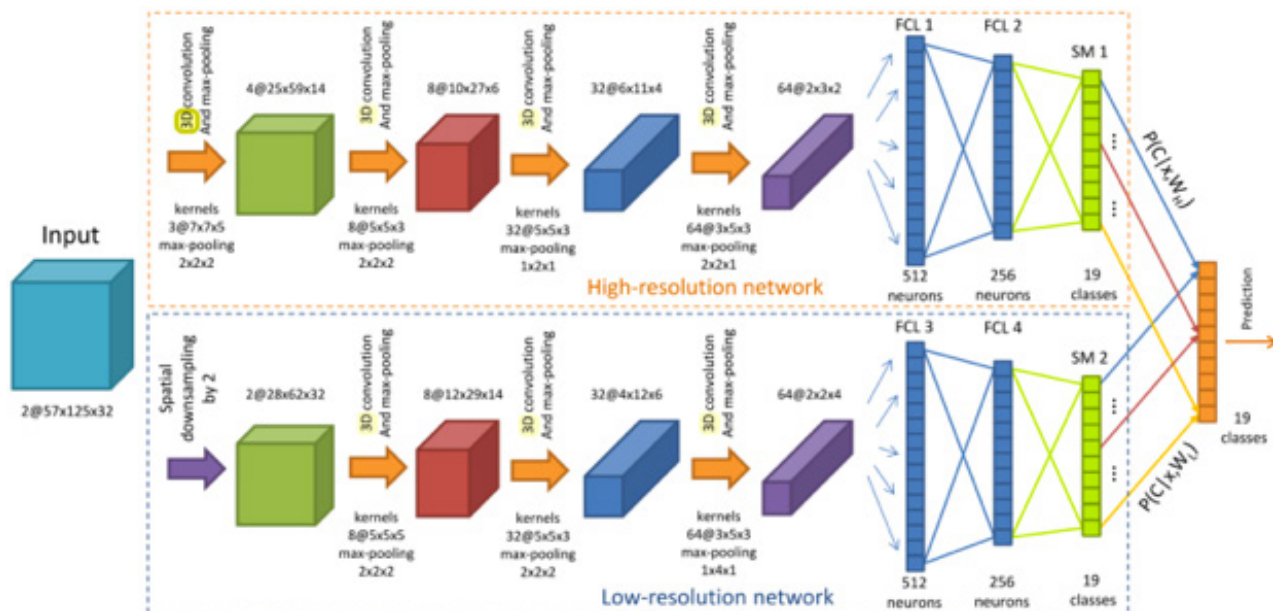 Input
2@57x125x32
3D convolution
And max-pooling
4@25x59x14
kernels
3@7x7x5
max-pooling
2x2x2
3D convolution
And max-pooling
8@10x27x6
kernels
8@5x5x3
max-pooling
2x2x2
3D convolution
And max-pooling
32@6x11x4
kernels
32@5x5x3
max-pooling
1x2x1
3D convolution
And max-pooling
64@2x3x2
kernels
64@3x5x3
max-pooling
2x2x1
FCL 1
512
neurons
FCL 2
256
neurons
SM 1
...
...
19
classes
P(C|x,W_H)
High-resolution network
Spatial
downsampling
by 2
2@28x62x32
3D convolution
And max-pooling
kernels
8@5x5x5
max-pooling
2x2x2
8@12x29x14
3D convolution
And max-pooling
kernels
32@5x5x3
max-pooling
2x2x2
32@4x12x6
3D convolution
And max-pooling
kernels
64@3x5x3
max-pooling
1x4x1
64@2x2x4
FCL 3
512
neurons
FCL 4
256
neurons
SM 2
...
...
19
classes
P(C|x,W_L)
Low-resolution network
Prediction
19
classes